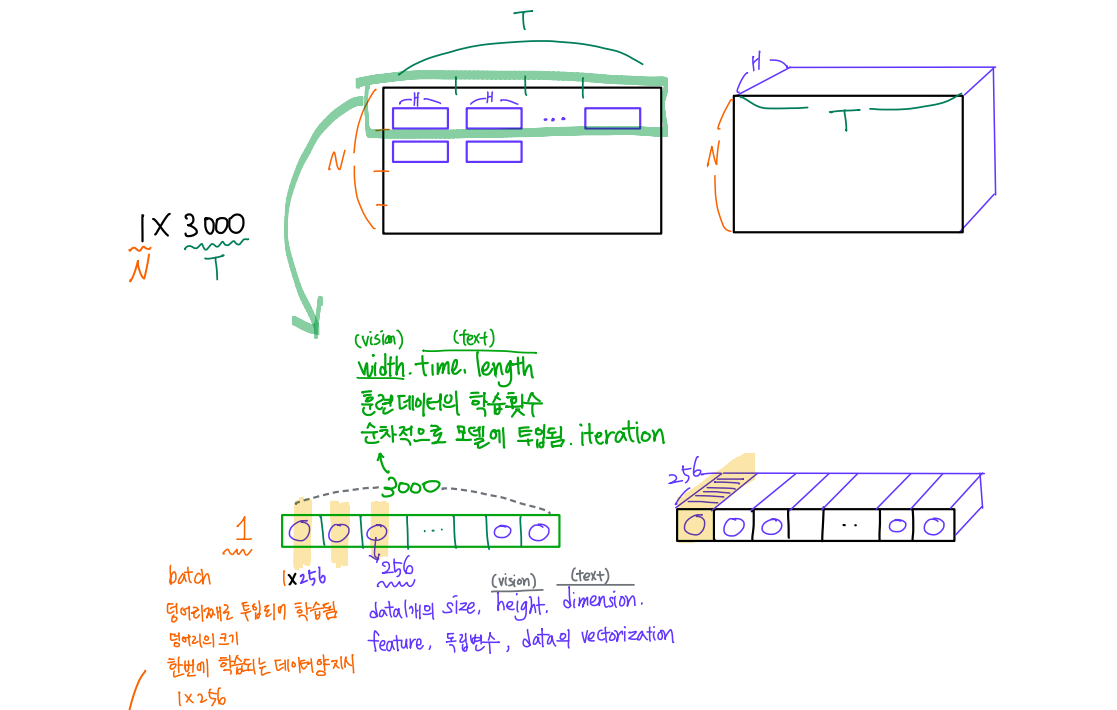 T
H
H
H
...
N
N
T
1 X 3000
N
T
(vision) (text)
width. time. length
훈련데이터의 학습횟수
순차적으로 모델에 투입됨. iteration
3000
256
1
...
..
batch
1x256
256
(vision) (text)
덩어리째로 투입되어 학습됨
data 1개의 size, height. dimension.
덩어리의 크기
feature, 독립변수, data의 vectorization
한번에 학습되는 데이터양 지시
1x256